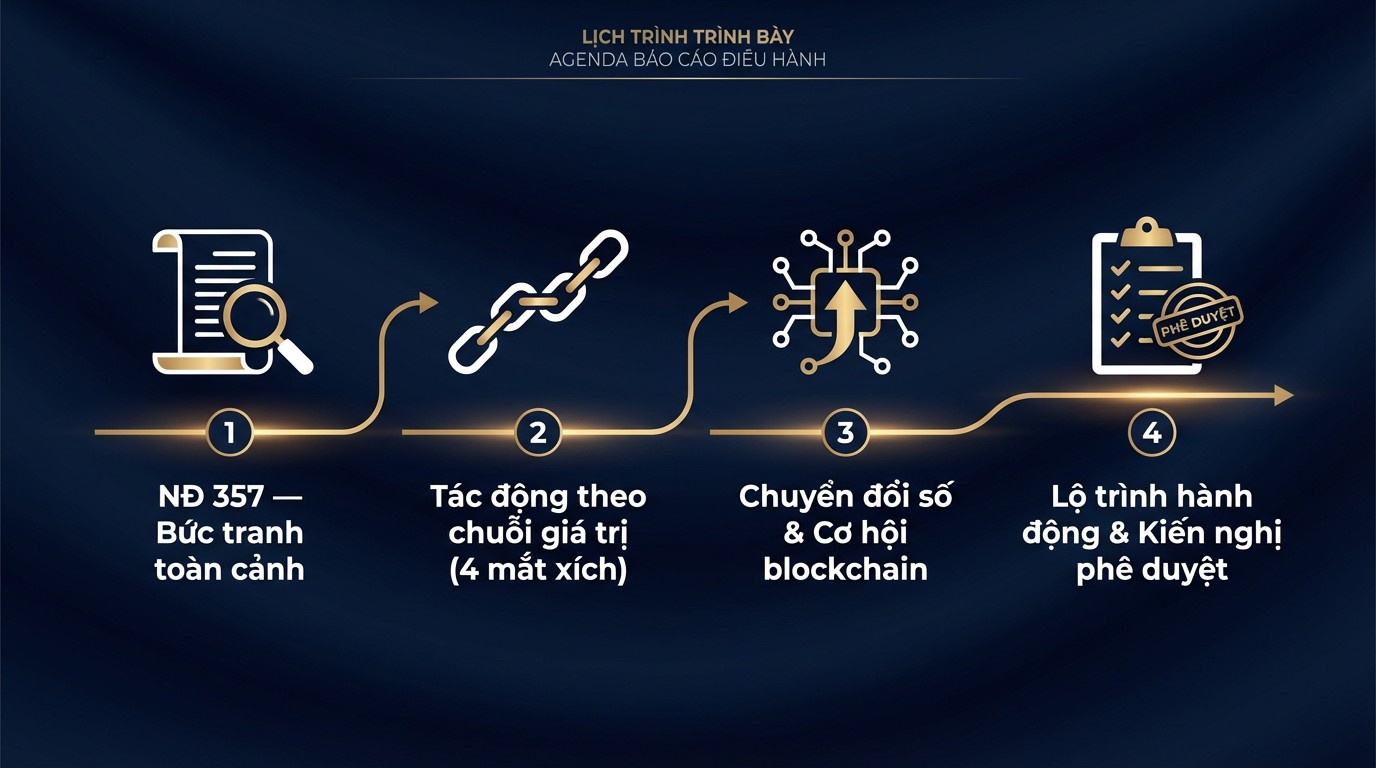 LỊCH TRÌNH TRÌNH BÀY
AGENDA BÁO CÁO ĐIỀU HÀNH
PHÊ DUYỆT
1
2
3
4
NĐ 357 —
Bức tranh
toàn cảnh
Tác động theo
chuỗi giá trị
(4 mắt xích)
Chuyển đổi số
& Cơ hội
blockchain
Lộ trình hành
động & Kiến nghị
phê duyệt